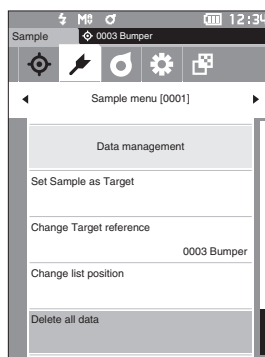 12:34
Sample 0003 Bumper
Sample menu [0001]
Data management
Set Sample as Target
Change Target reference
0003 Bumper
Change list position
Delete all data